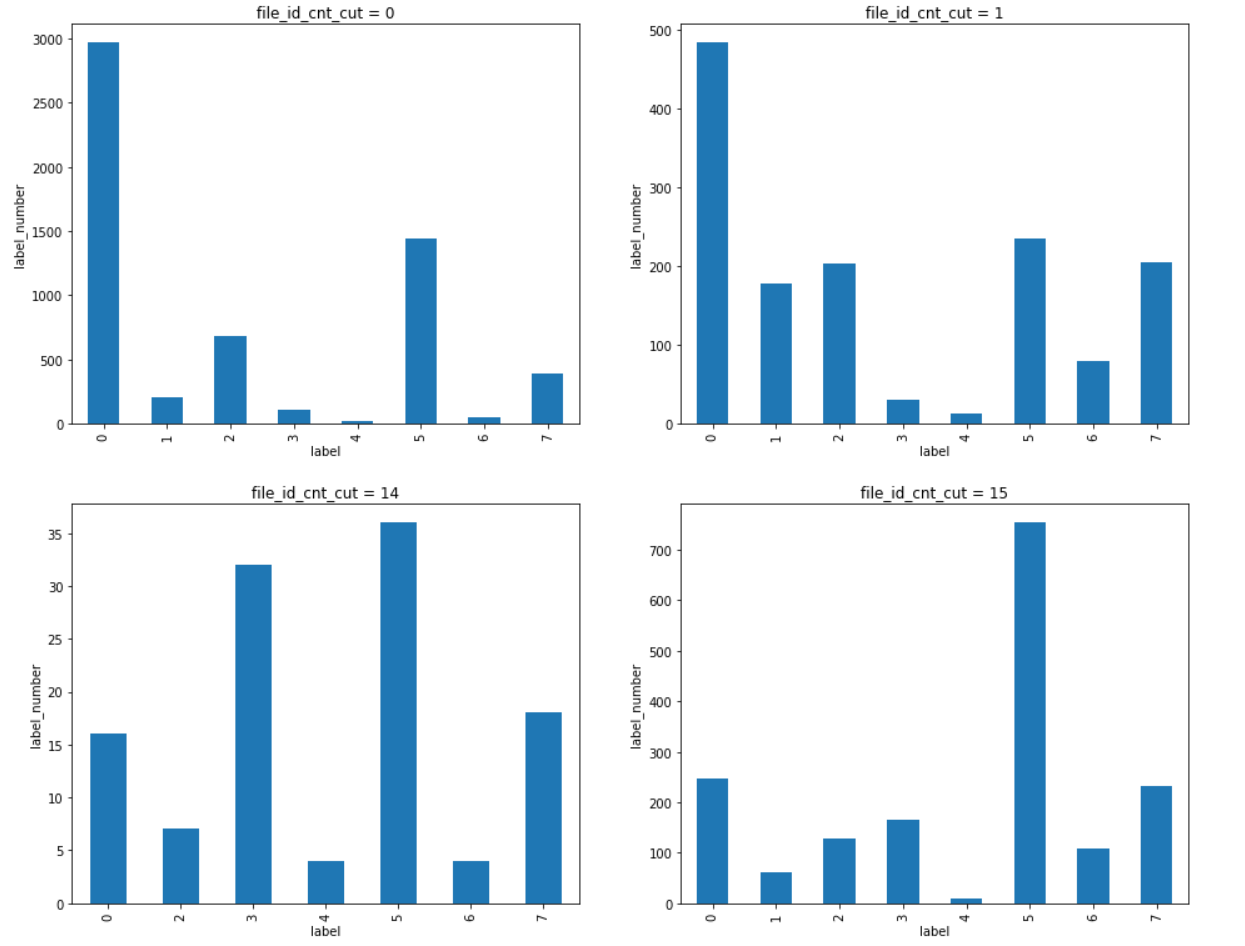 file_id_cnt_cut = 0
3000
2500
2000
1500
1000
500
0
label_number
0 1 2 3 4 5 6 7
label
file_id_cnt_cut = 1
500
400
300
200
100
0
label_number
0 1 2 3 4 5 6 7
label
file_id_cnt_cut = 14
35
30
25
20
15
10
5
0
label_number
0 2 3 4 5 6 7
label
file_id_cnt_cut = 15
700
600
500
400
300
200
100
0
label_number
0 1 2 3 4 5 6 7
label